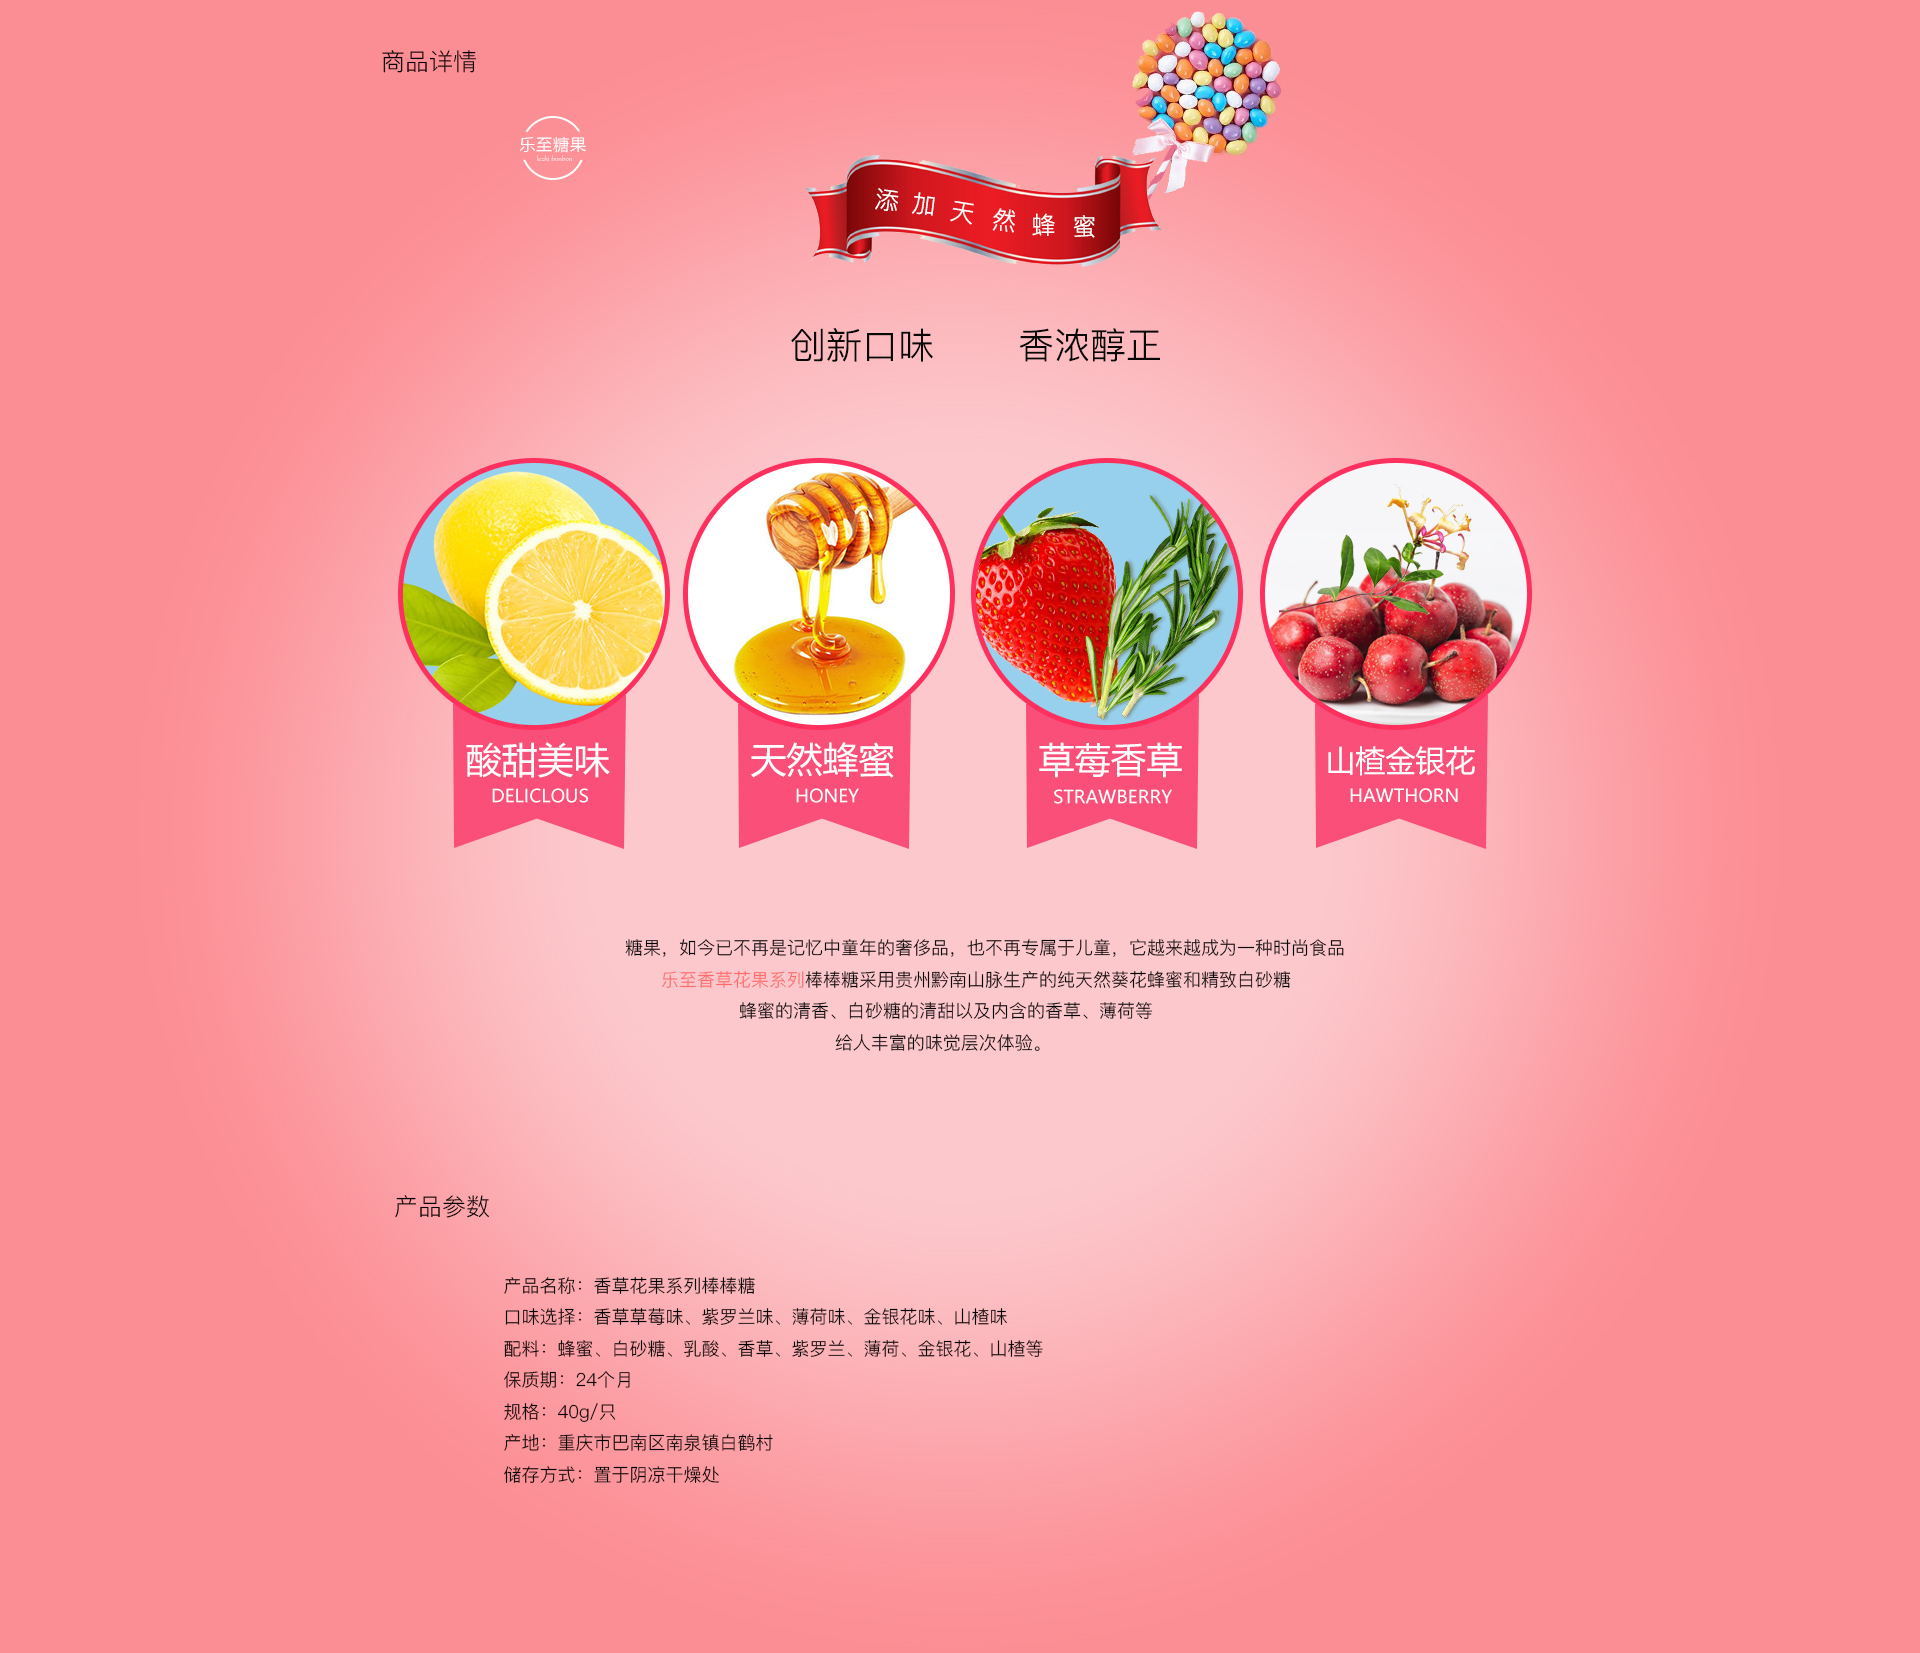 商品详情
乐至糖果
添加天然蜂蜜
创新口味 香浓醇正
酸甜美味
DELICLOUS
天然蜂蜜
HONEY
草莓香草
STRAWBERRY
山楂金银花
HAWTHORN
糖果，如今已不再是记忆中童年的奢侈品，也不再专属于儿童，它越来越成为一种时尚食品
乐至香草花果系列棒棒糖采用贵州黔南山脉生产的纯天然葵花蜂蜜和精致白砂糖
蜂蜜的清香、白砂糖的清甜以及内含的香草、薄荷等
给人丰富的味觉层次体验。
产品参数
产品名称：香草花果系列棒棒糖
口味选择：香草草莓味、紫罗兰味、薄荷味、金银花味、山楂味
配料：蜂蜜、白砂糖、乳酸、香草、紫罗兰、薄荷、金银花、山楂等
保质期：24个月
规格：40g/只
产地：重庆市巴南区南泉镇白鹤村
储存方式：置于阴凉干燥处